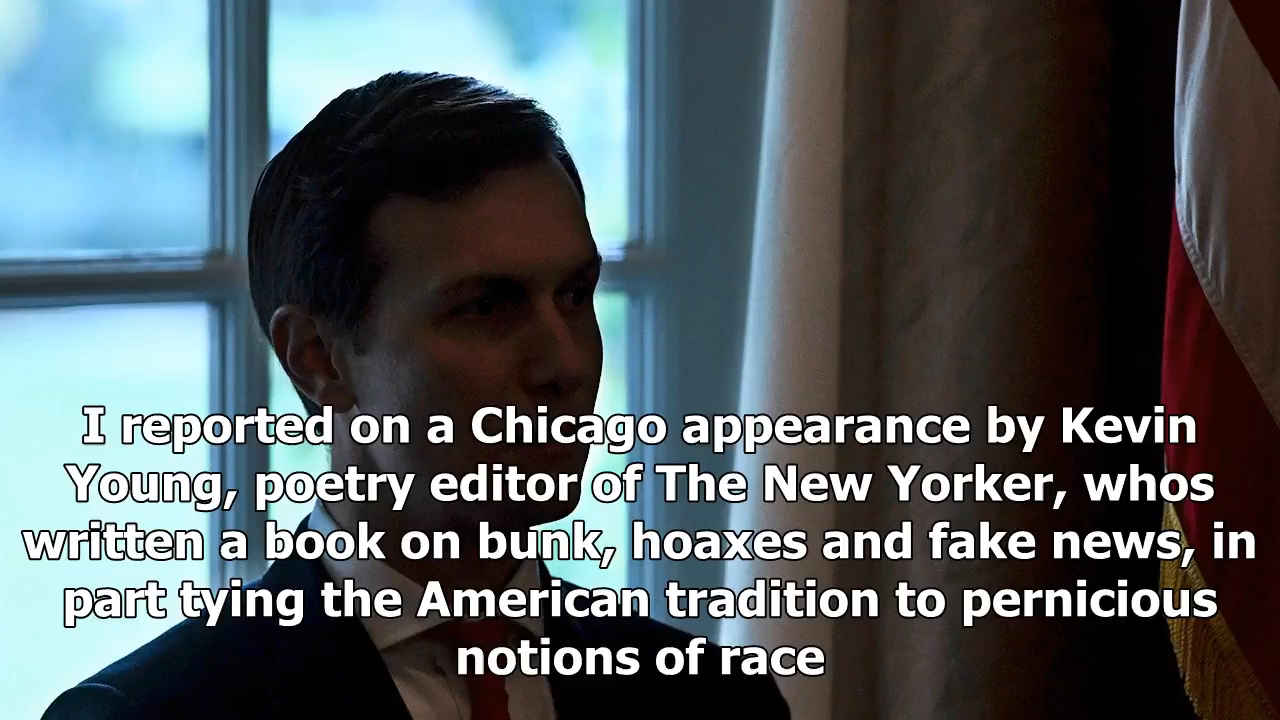 I reported on a Chicago appearance by Kevin
Young, poetry editor of The New Yorker, whos
written a book on bunk, hoaxes and fake news, in
part tying the American tradition to pernicious
notions of race